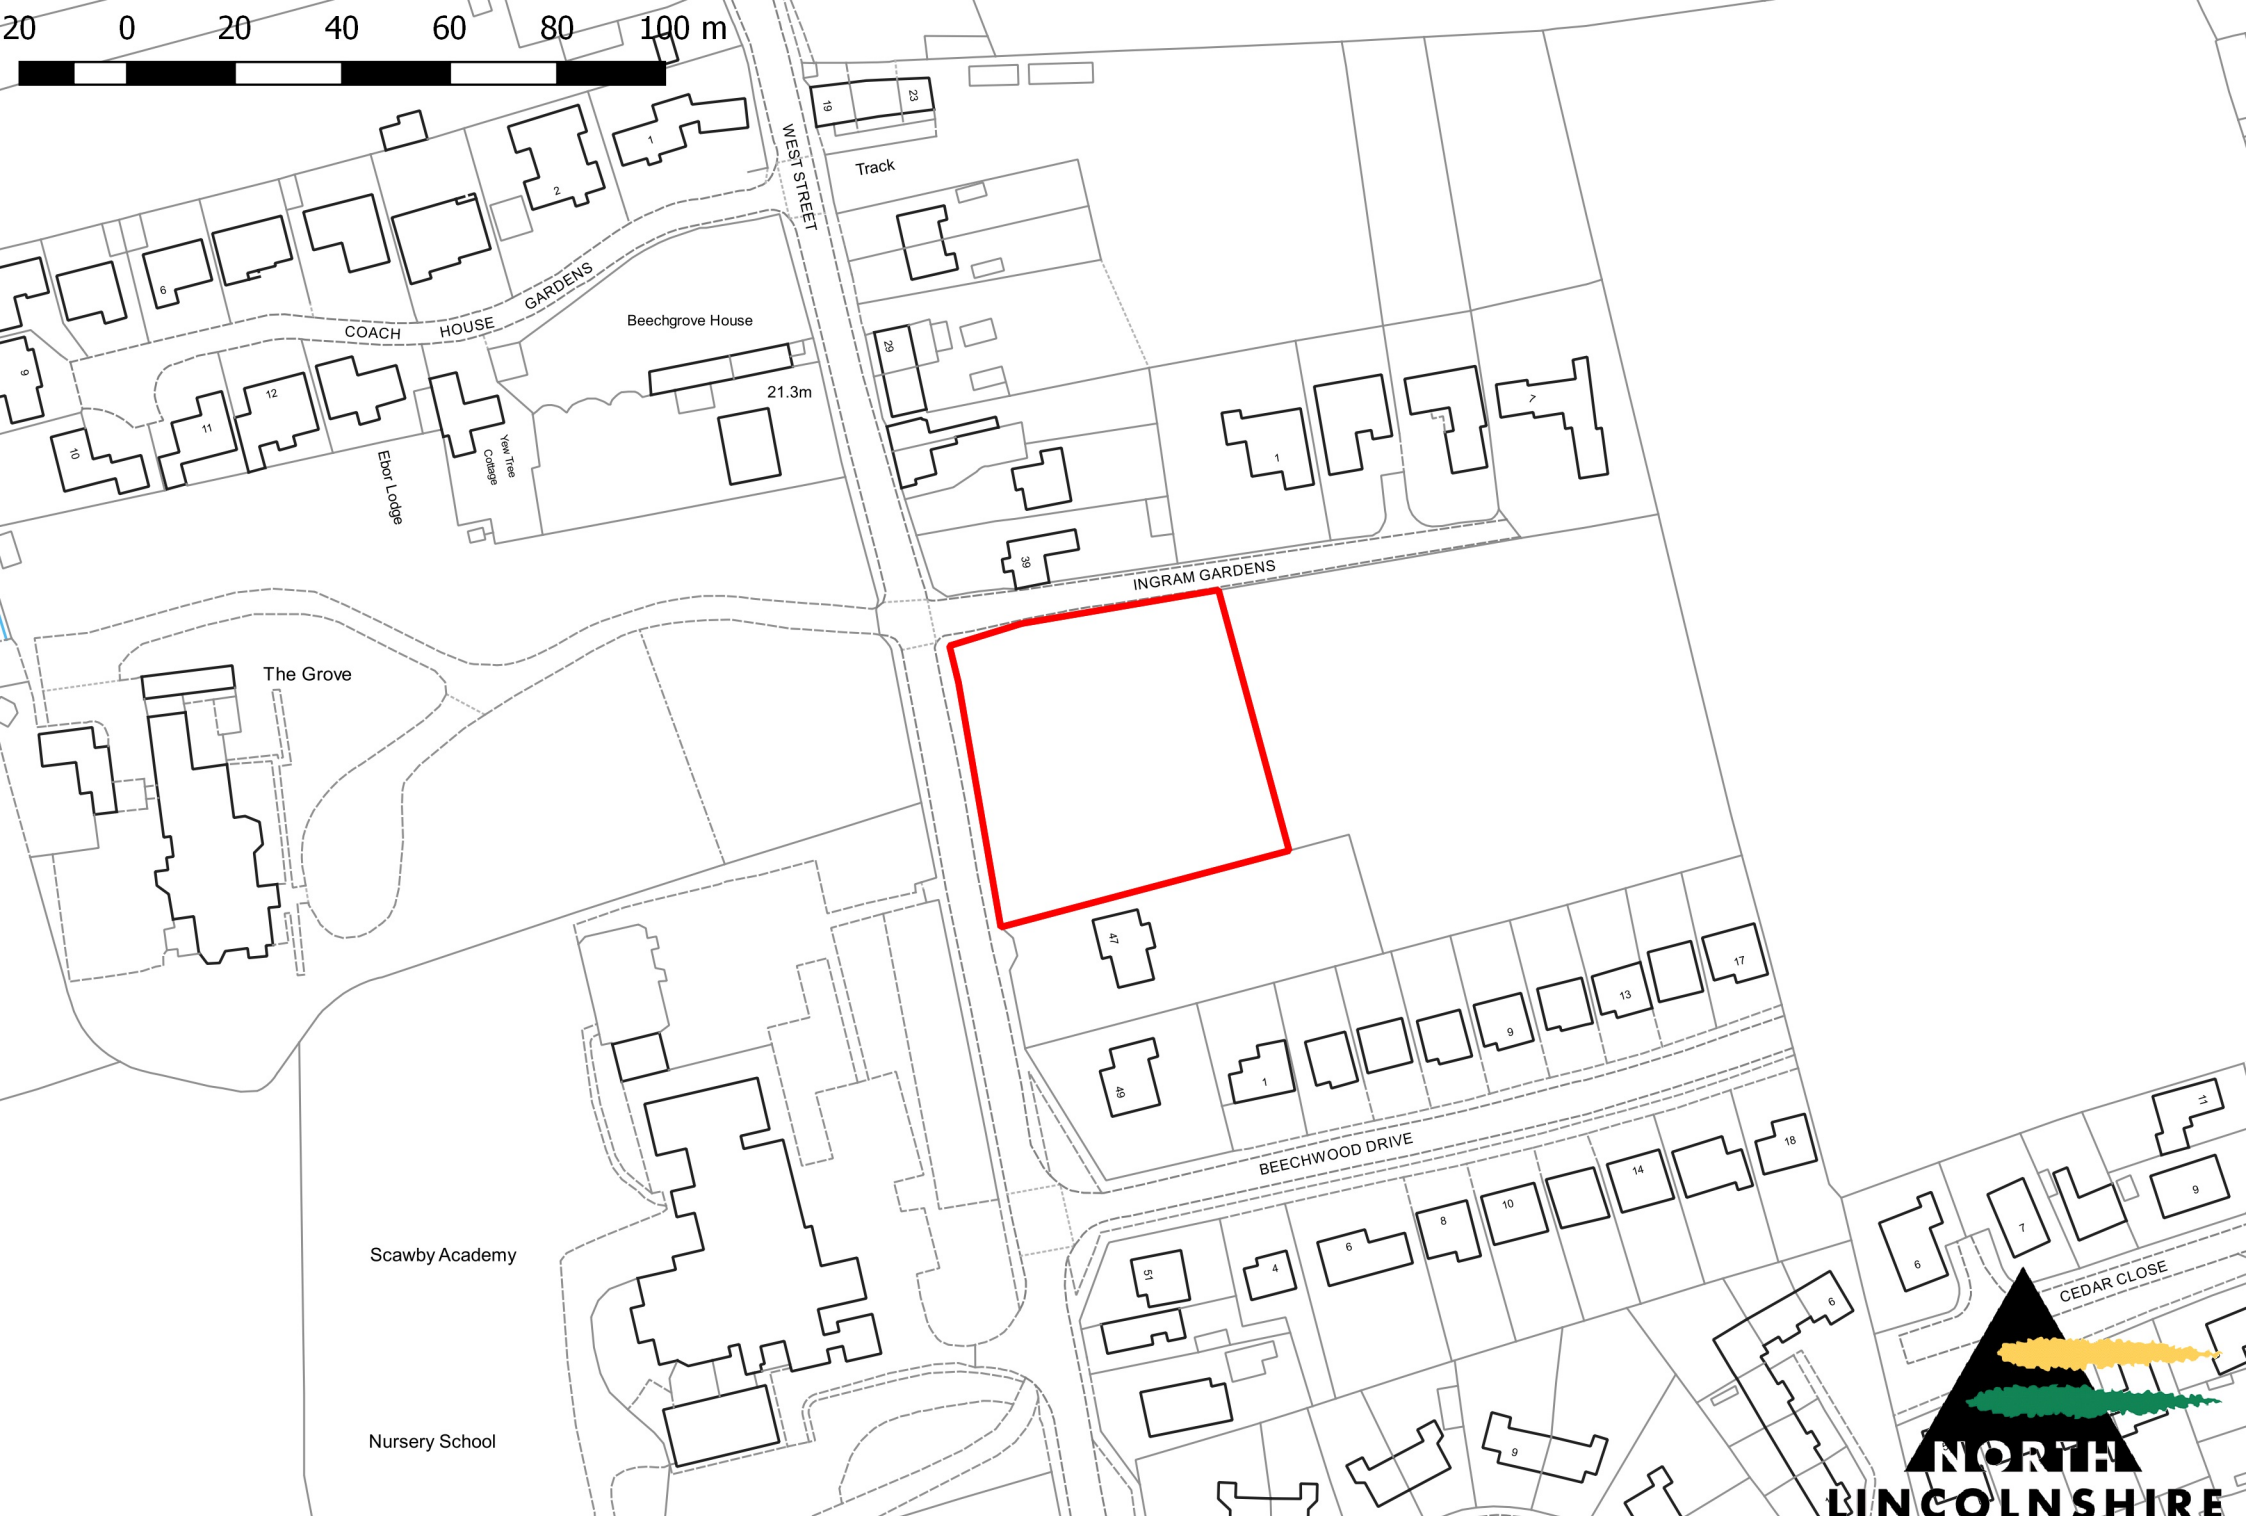 20 0 20 40 60 80 100 m
19
23
1
2
WEST STREET
Track
6
GARDENS
COACH HOUSE
Beechgrove House
29
9
21.3m
12
11
10
Yew Tree
Cottage
Ebor Lodge
1
7
39
INGRAM GARDENS
The Grove
47
17
13
9
1
49
BEECHWOOD DRIVE
18
14
10
8
6
4
51
11
9
7
6
CEDAR CLOSE
Scawby Academy
Nursery School
6
9
NORTH
LINCOLNSHIRE